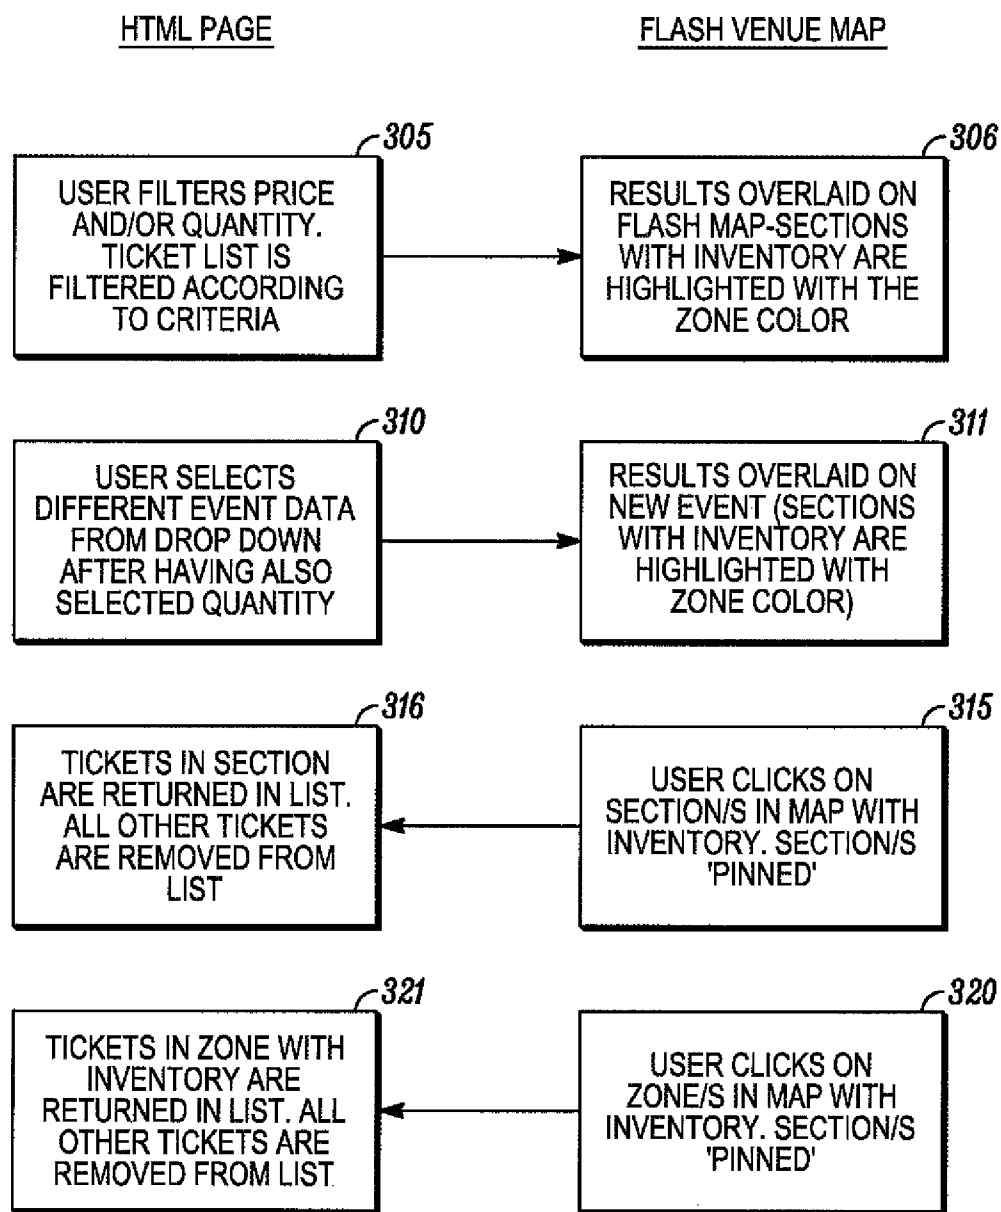 HTML PAGE
FLASH VENUE MAP
305
USER FILTERS PRICE
AND/OR QUANTITY.
TICKET LIST IS
FILTERED ACCORDING
TO CRITERIA
306
RESULTS OVERLAID ON
FLASH MAP-SECTIONS
WITH INVENTORY ARE
HIGHLIGHTED WITH THE
ZONE COLOR
310
USER SELECTS
DIFFERENT EVENT DATA
FROM DROP DOWN
AFTER HAVING ALSO
SELECTED QUANTITY
311
RESULTS OVERLAID ON
NEW EVENT (SECTIONS
WITH INVENTORY ARE
HIGHLIGHTED WITH
ZONE COLOR)
316
TICKETS IN SECTION
ARE RETURNED IN LIST.
ALL OTHER TICKETS
ARE REMOVED FROM
LIST
315
USER CLICKS ON
SECTION/S IN MAP WITH
INVENTORY. SECTION/S
'PINNED'
321
TICKETS IN ZONE WITH
INVENTORY ARE
RETURNED IN LIST. ALL
OTHER TICKETS ARE
REMOVED FROM LIST
320
USER CLICKS ON
ZONE/S IN MAP WITH
INVENTORY. SECTION/S
'PINNED'